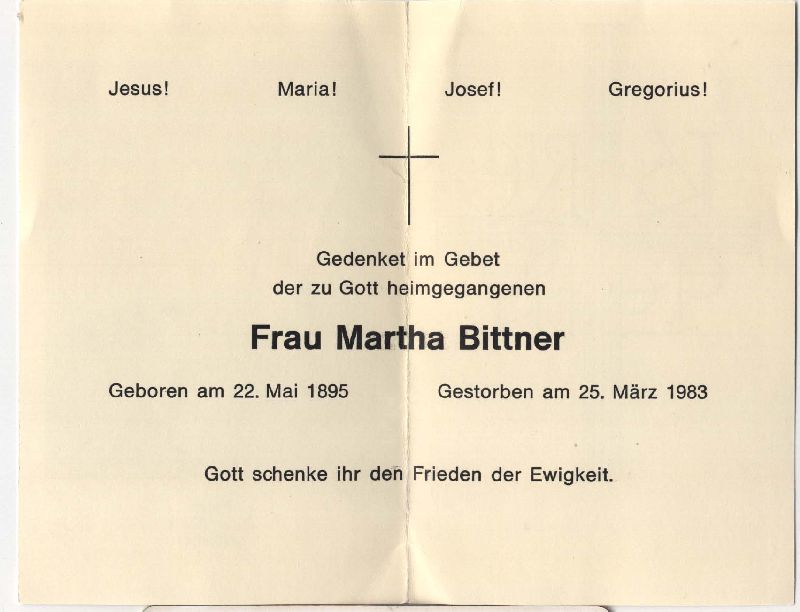 Jesus! Maria! Josef! Gregorius!
Gedenket im Gebet
der zu Gott heimgegangenen
Frau Martha Bittner
Geboren am 22. Mai 1895 Gestorben am 25. März 1983
Gott schenke ihr den Frieden der Ewigkeit.